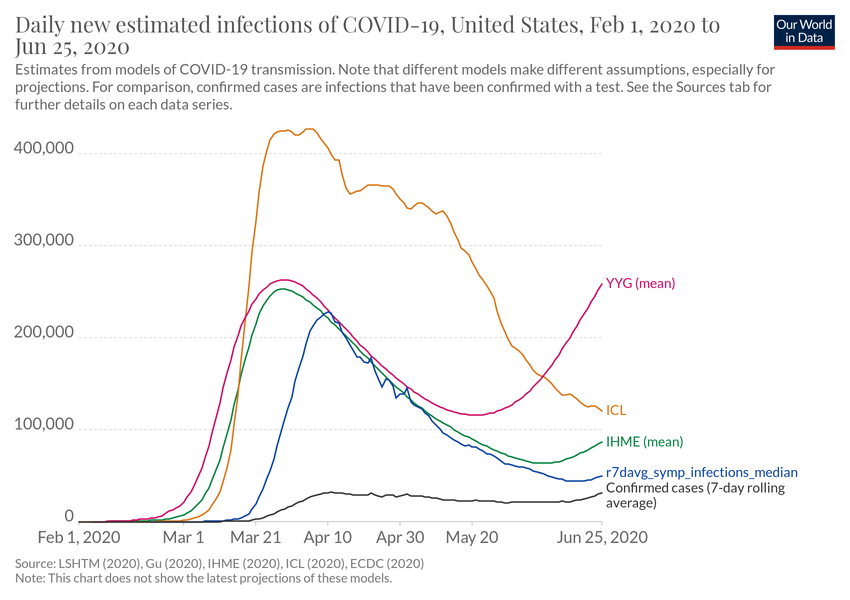 Daily new estimated infections of COVID-19, United States, Feb 1, 2020 to
Jun 25, 2020
Our World
in Data
Estimates from models of COVID-19 transmission. Note that different models make different assumptions, especially for
projections. For comparison, confirmed cases are infections that have been confirmed with a test. See the Sources tab for
further details on each data series.
400,000
300,000
200,000
100,000
0
YYG (mean)
ICL
IHME (mean)
r7davg_symp_infections_median
Confirmed cases (7-day rolling
average)
Feb 1, 2020
Mar 1
Mar 21
Apr 10
Apr 30
May 20
Jun 25, 2020
Source: LSHTM (2020), Gu (2020), IHME (2020), ICL (2020), ECDC (2020)
Note: This chart does not show the latest projections of these models.